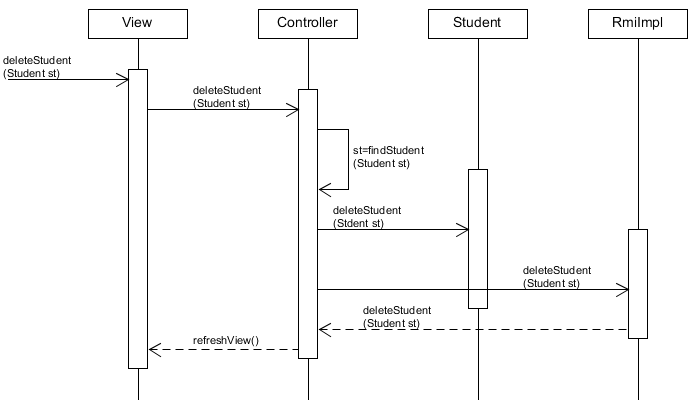 View
Controller
Student
RmiImpl
deleteStudent
(Student st)
deleteStudent
(Student st)
st=findStudent
(Student st)
deleteStudent
(Stdent st)
deleteStudent
(Student st)
deleteStudent
(Student st)
refreshView()